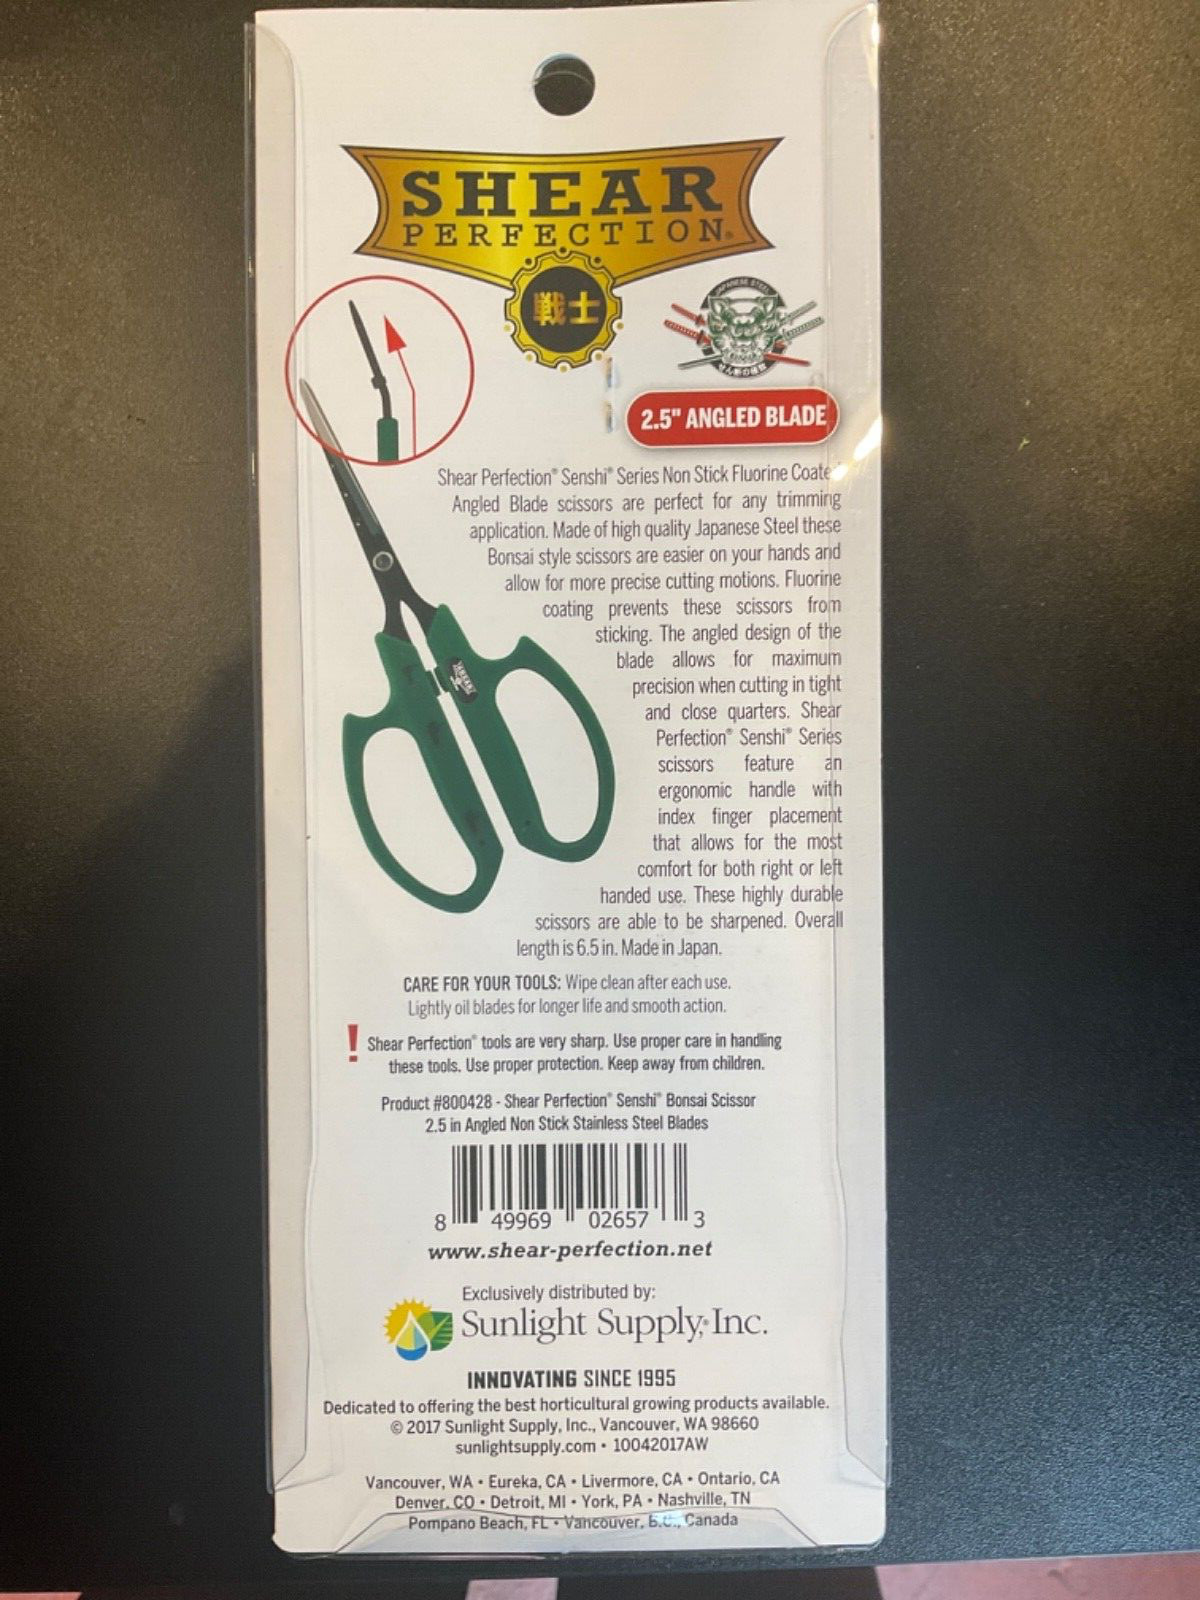 SHEAR
PERFECTION®
戦士
JAPANESE STEEL
2.5" ANGLED BLADE
Shear Perfection® Senshi® Series Non Stick Fluorine Coated
Angled Blade scissors are perfect for any trimming
application. Made of high quality Japanese Steel these
Bonsai style scissors are easier on your hands and
allow for more precise cutting motions. Fluorine
coating prevents these scissors from
sticking. The angled design of the
blade allows for maximum
precision when cutting in tight
and close quarters. Shear
Perfection® Senshi® Series
scissors feature an
ergonomic handle with
index finger placement
that allows for the most
comfort for both right or left
handed use. These highly durable
scissors are able to be sharpened. Overall
length is 6.5 in. Made in Japan.
CARE FOR YOUR TOOLS: Wipe clean after each use.
Lightly oil blades for longer life and smooth action.
! Shear Perfection® tools are very sharp. Use proper care in handling
these tools. Use proper protection. Keep away from children.
Product #800428 - Shear Perfection® Senshi® Bonsai Scissor
2.5 in Angled Non Stick Stainless Steel Blades
8 49969 02657 3
www.shear-perfection.net
Exclusively distributed by:
Sunlight Supply,® Inc.
INNOVATING SINCE 1995
Dedicated to offering the best horticultural growing products available.
© 2017 Sunlight Supply, Inc., Vancouver, WA 98660
sunlightsupply.com • 10042017AW
Vancouver, WA • Eureka, CA • Livermore, CA • Ontario, CA
Denver, CO • Detroit, MI • York, PA • Nashville, TN
Pompano Beach, FL • Vancouver, B.C., Canada